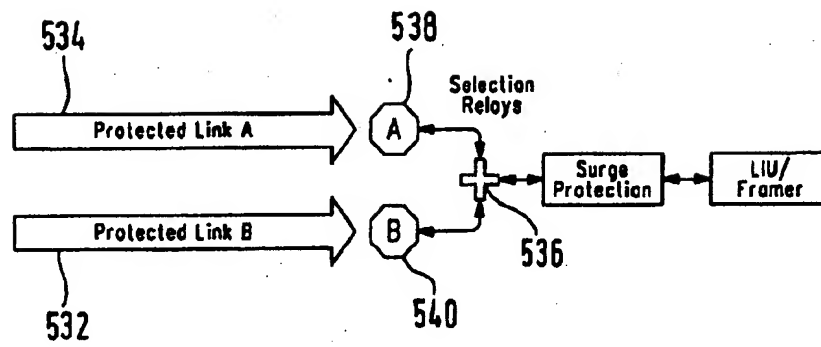 534
538
Selection
Reloys
Protected Link A
A
Surge
Protection
LIU/
Framer
Protected Link B
B
536
532
540